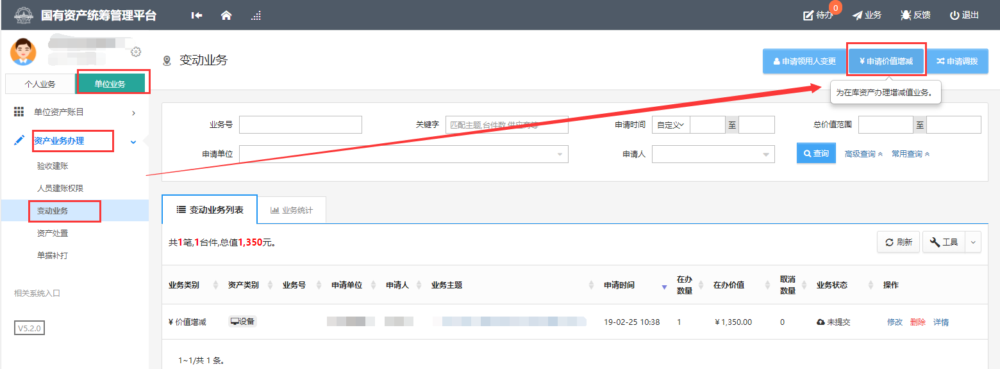 国有资产统筹管理平台
待办 0 业务 反馈 退出
个人业务 单位业务
单位资产账目
资产业务办理
验收建账
人员建账权限
变动业务
资产处置
单据补打
相关系统入口
V5.2.0
变动业务
申请领用人变更 ¥ 申请价值增减 申请调拨
为在库资产办理增减值业务。
业务号 关键字 匹配主题,台件数,供应商等 申请时间 自定义 至 总价值范围 至
申请单位 申请人 查询 高级查询 常用查询
变动业务列表 业务统计
共1笔,1台件,总值1,350元。
刷新 工具
业务类别 资产类别 业务号 申请单位 申请人 业务主题 申请时间 在办数量 在办价值 取消数量 业务状态 操作
¥ 价值增减 设备 19-02-25 10:38 1 ￥1,350.00 0 未提交 修改 删除 详情
1~1/共 1 条。